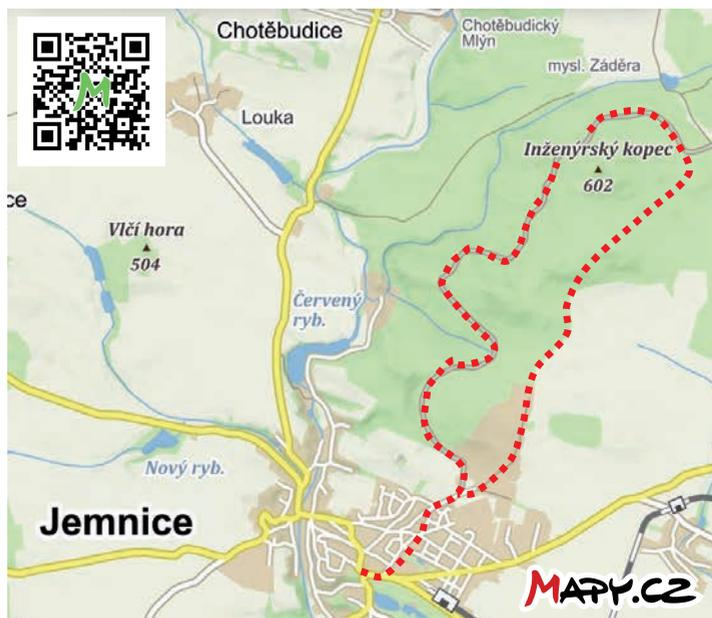 Chotěbudice
Chotěbudický
Mlýn
mysl. Záděra
Louka
Inženýrský kopec
602
ce
Vlčí hora
504
Červený
ryb.
Nový ryb.
Jemnice
MAPY.CZ